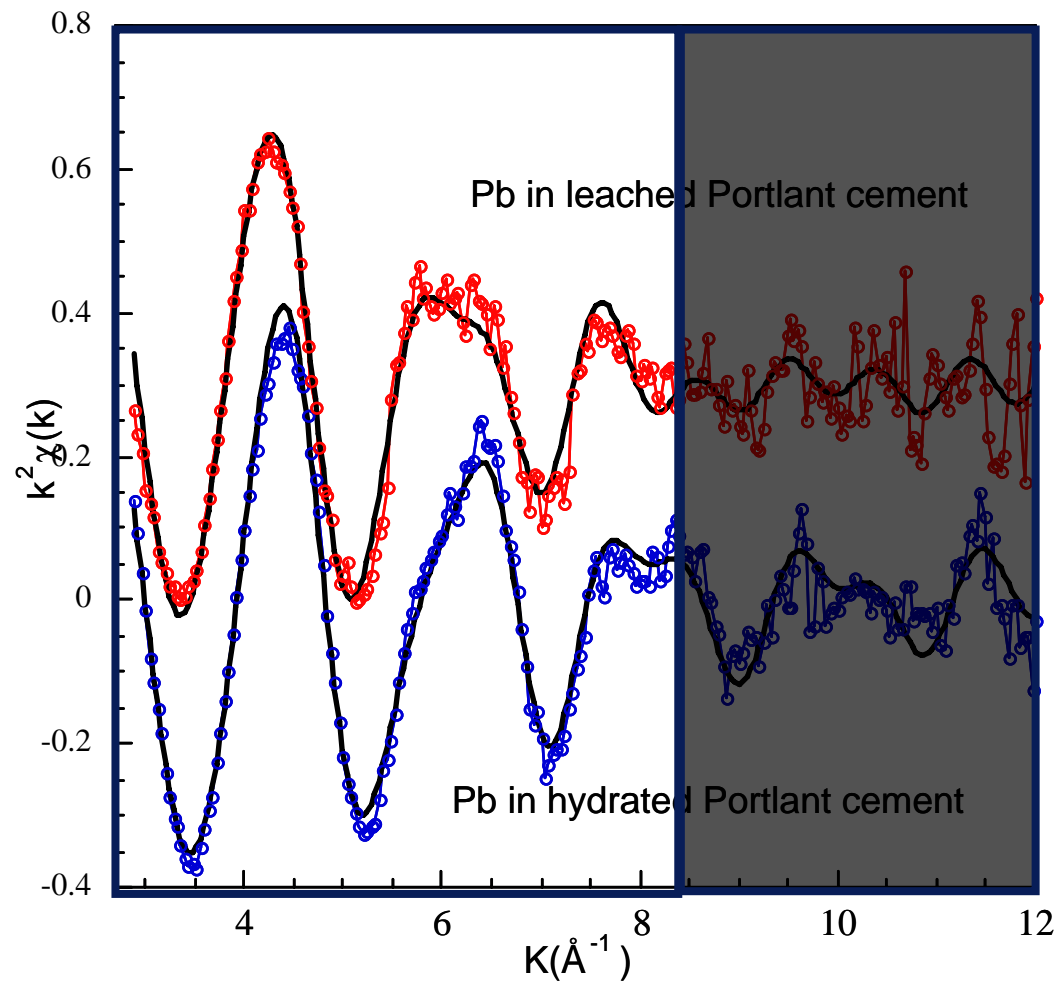 0.8
0.6
Pb in leached Portlant cement
0.4
k² χ(k)
0.2
0
-0.2
Pb in hydrated Portlant cement
-0.4
4 6 8 10 12
K(Å⁻¹)